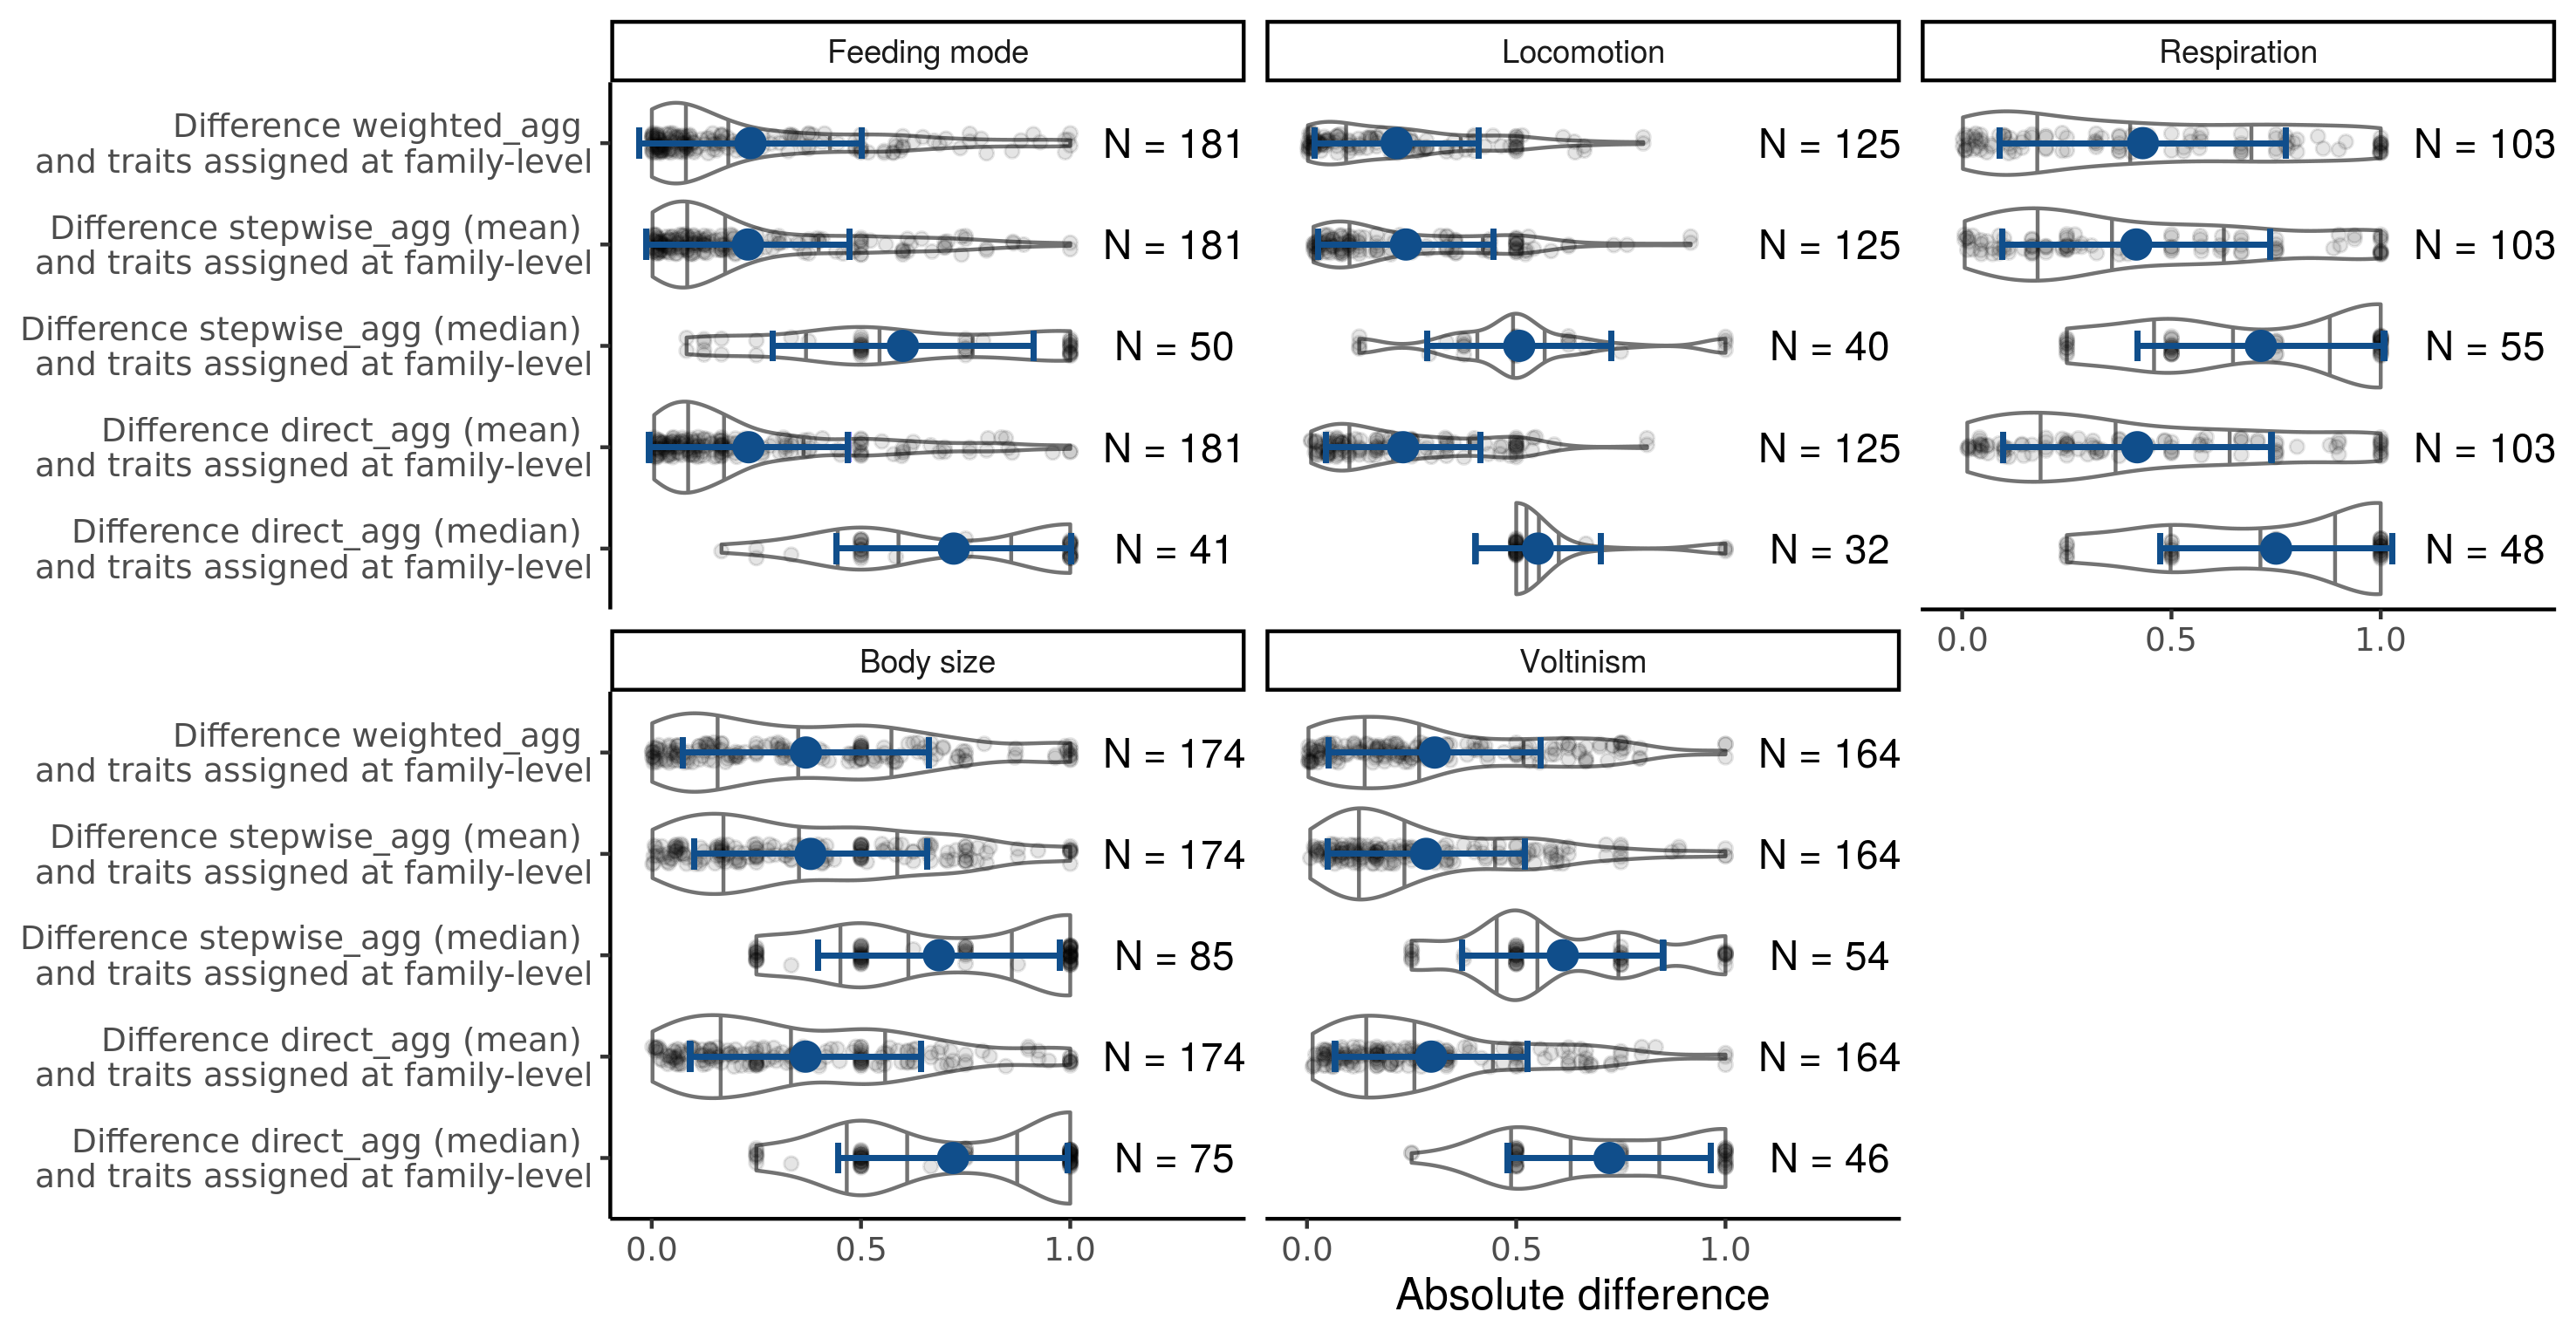 Feeding mode
Locomotion
Respiration
Difference weighted_agg
and traits assigned at family-level
N = 181
N = 125
N = 103
Difference stepwise_agg (mean)
and traits assigned at family-level
N = 181
N = 125
N = 103
Difference stepwise_agg (median)
and traits assigned at family-level
N = 50
N = 40
N = 55
Difference direct_agg (mean)
and traits assigned at family-level
N = 181
N = 125
N = 103
Difference direct_agg (median)
and traits assigned at family-level
N = 41
N = 32
N = 48
0.0 0.5 1.0
Body size
Voltinism
Difference weighted_agg
and traits assigned at family-level
N = 174
N = 164
Difference stepwise_agg (mean)
and traits assigned at family-level
N = 174
N = 164
Difference stepwise_agg (median)
and traits assigned at family-level
N = 85
N = 54
Difference direct_agg (mean)
and traits assigned at family-level
N = 174
N = 164
Difference direct_agg (median)
and traits assigned at family-level
N = 75
N = 46
0.0 0.5 1.0
0.0 0.5 1.0
Absolute difference